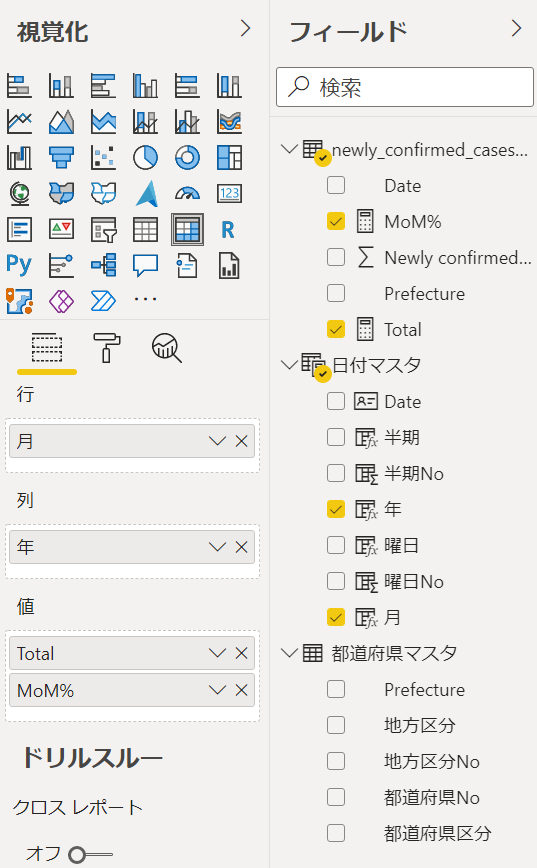 視覚化
123
R
Py
行
月
列
年
値
Total
MoM%
ドリルスルー
クロス レポート
オフ
フィールド
検索
newly_confirmed_cases...
Date
MoM%
Newly confirmed...
Prefecture
Total
日付マスタ
Date
半期
半期No
年
曜日
曜日No
月
都道府県マスタ
Prefecture
地方区分
地方区分No
都道府県No
都道府県区分